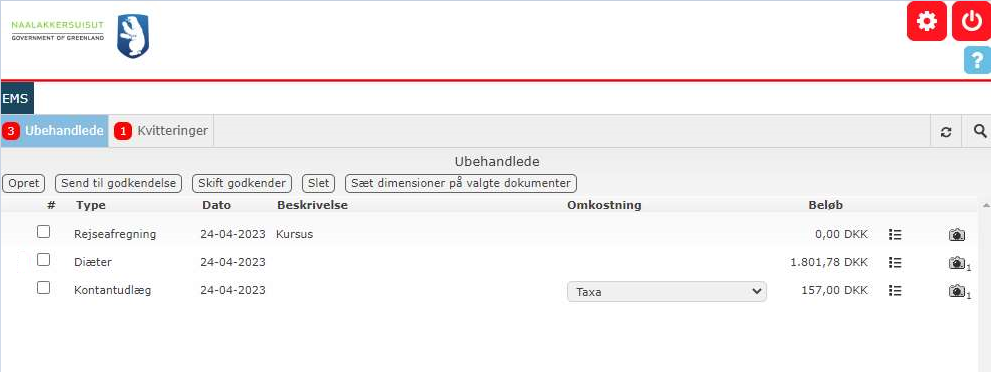 NAALAKKERSUISUT
GOVERNMENT OF GREENLAND
?
EMS
3 Ubehandlede 1 Kvitteringer
Ubehandlede
Opret Send til godkendelse Skift godkender Slet Sæt dimensioner på valgte dokumenter
# Type Dato Beskrivelse Omkostning Beløb
Rejseafregning 24-04-2023 Kursus 0,00 DKK
Diæter 24-04-2023 1.801,78 DKK 1
Kontantudlæg 24-04-2023 Taxa 157,00 DKK 1